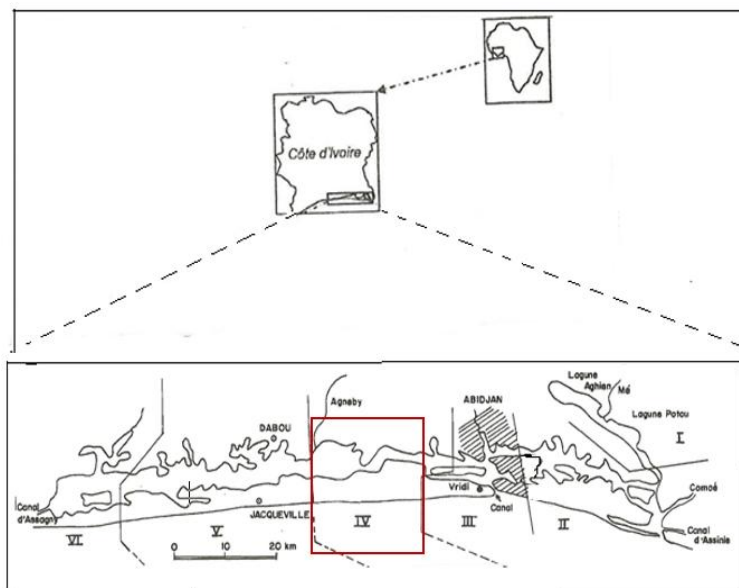 Côte d'Ivoire
Lagune
Aghien
Mé
Agneby
ABIDJAN
Lagune Potou
I
DABOU
Comoé
Vridi
Canal
d'Assagny
JACQUEVILLE
Canal
Canal
d'Assinie
VI
V
IV
III
II
0 10 20 km